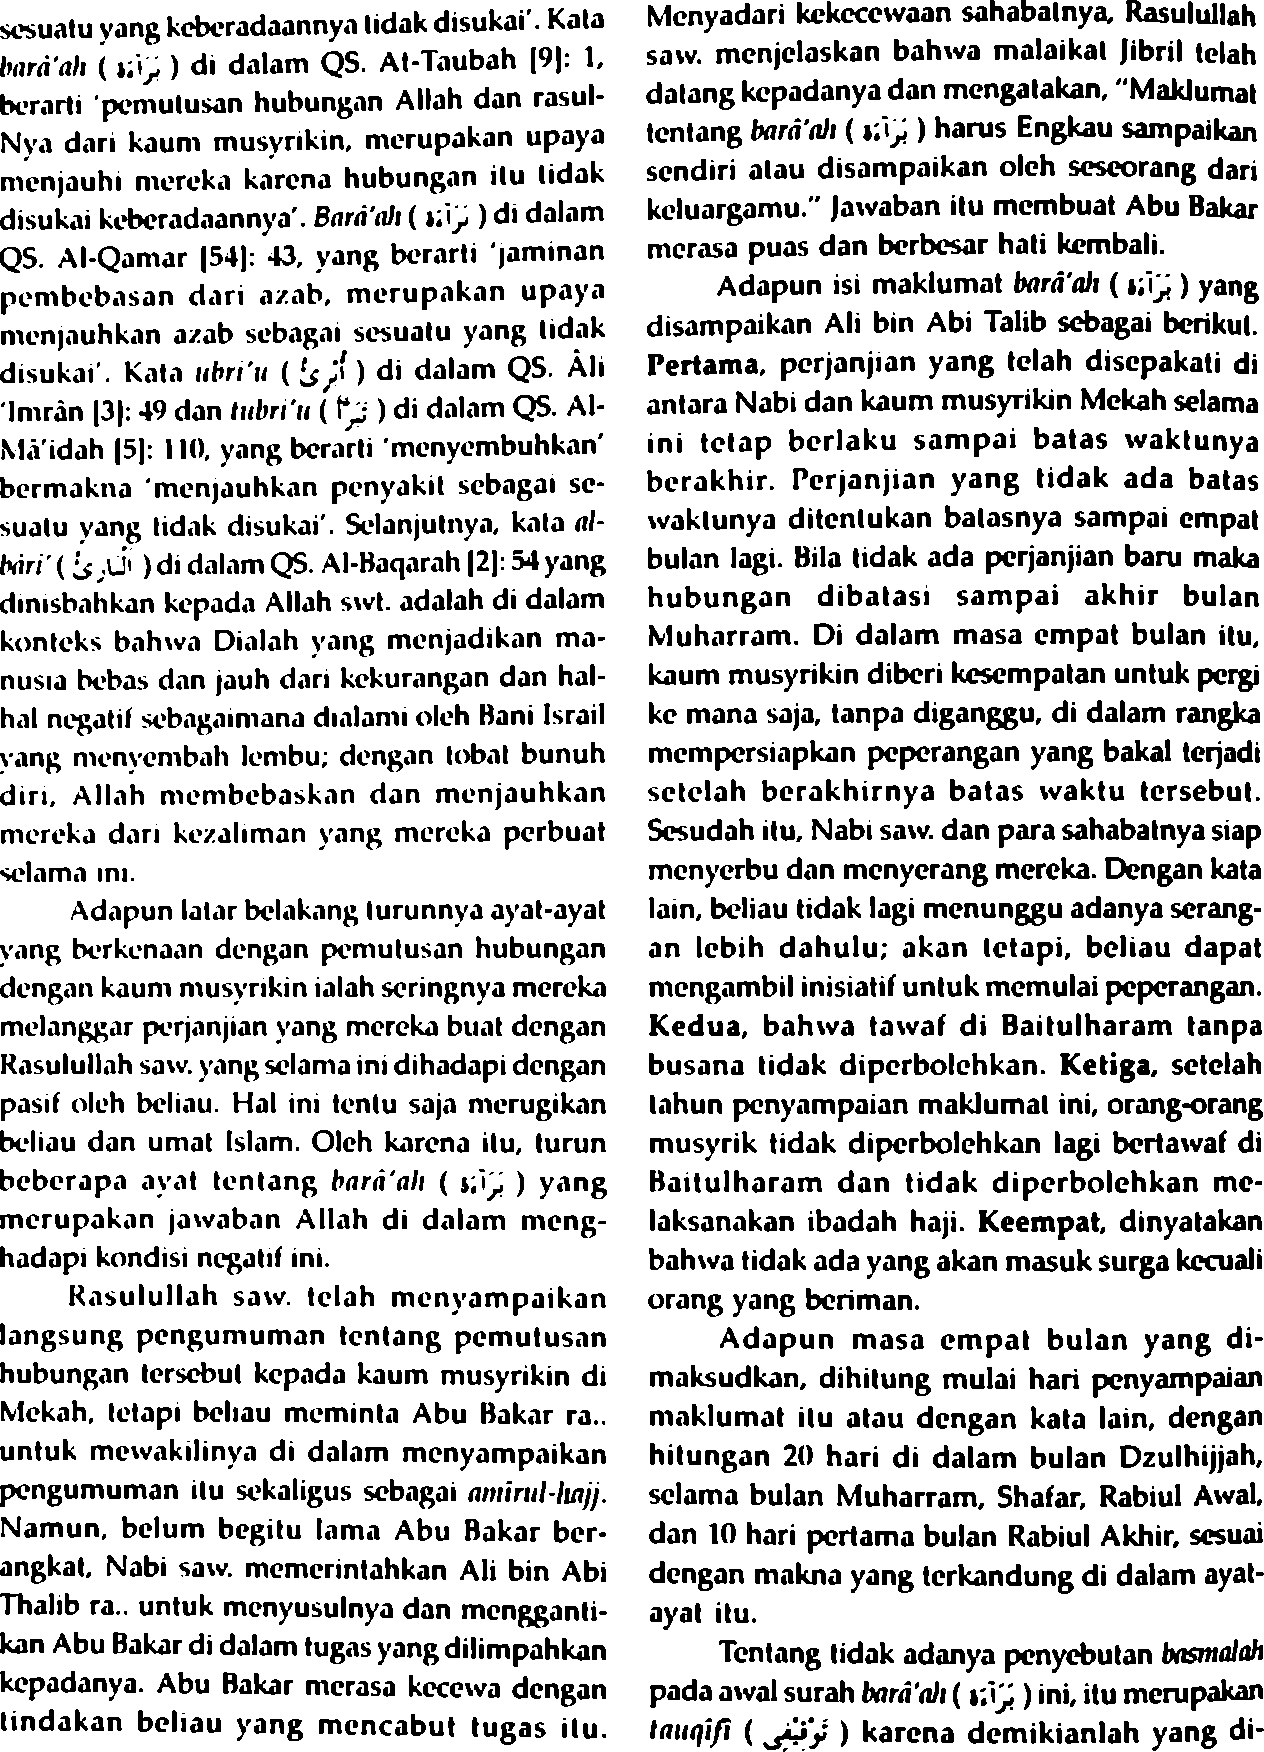 sesuatu yang keberadaannya tidak disukai'. Kata
barâ'ah ( بَرَآءَةٌ ) di dalam QS. At-Taubah [9]: 1,
berarti 'pemutusan hubungan Allah dan rasul-
Nya dari kaum musyrikin, merupakan upaya
menjauhi mereka karena hubungan itu tidak
disukai keberadaannya'. Barâ'ah ( بَرَآءَةٌ ) di dalam
QS. Al-Qamar [54]: 43, yang berarti 'jaminan
pembebasan dari azab, merupakan upaya
menjauhkan azab sebagai sesuatu yang tidak
disukai'. Kata ubri'u ( أُبْرِئُ ) di dalam QS. Âli
'Imrân [3]: 49 dan tubri'u ( تُبْرِئُ ) di dalam QS. Al-
Mâ'idah [5]: 110, yang berarti 'menyembuhkan'
bermakna 'menjauhkan penyakit sebagai se-
suatu yang tidak disukai'. Selanjutnya, kata al-
bâri' ( اَلْبَارِئُ ) di dalam QS. Al-Baqarah [2]: 54 yang
dinisbahkan kepada Allah swt. adalah di dalam
konteks bahwa Dialah yang menjadikan ma-
nusia bebas dan jauh dari kekurangan dan hal-
hal negatif sebagaimana dialami oleh Bani Israil
yang menyembah lembu; dengan tobat bunuh
diri, Allah membebaskan dan menjauhkan
mereka dari kezaliman yang mereka perbuat
selama ini.
Adapun latar belakang turunnya ayat-ayat
yang berkenaan dengan pemutusan hubungan
dengan kaum musyrikin ialah seringnya mereka
melanggar perjanjian yang mereka buat dengan
Rasulullah saw. yang selama ini dihadapi dengan
pasif oleh beliau. Hal ini tentu saja merugikan
beliau dan umat Islam. Oleh karena itu, turun
beberapa ayat tentang barâ'ah ( بَرَآءَةٌ ) yang
merupakan jawaban Allah di dalam meng-
hadapi kondisi negatif ini.
Rasulullah saw. telah menyampaikan
langsung pengumuman tentang pemutusan
hubungan tersebut kepada kaum musyrikin di
Mekah, tetapi beliau meminta Abu Bakar ra..
untuk mewakilinya di dalam menyampaikan
pengumuman itu sekaligus sebagai amîrul-hajj.
Namun, belum begitu lama Abu Bakar ber-
angkat, Nabi saw. memerintahkan Ali bin Abi
Thalib ra.. untuk menyusulnya dan mengganti-
kan Abu Bakar di dalam tugas yang dilimpahkan
kepadanya. Abu Bakar merasa kecewa dengan
tindakan beliau yang mencabut tugas itu.
Menyadari kekecewaan sahabatnya, Rasulullah
saw. menjelaskan bahwa malaikat Jibril telah
datang kepadanya dan mengatakan, "Maklumat
tentang barâ'ah ( بَرَآءَةٌ ) harus Engkau sampaikan
sendiri atau disampaikan oleh seseorang dari
keluargamu." Jawaban itu membuat Abu Bakar
merasa puas dan berbesar hati kembali.
Adapun isi maklumat barâ'ah ( بَرَآءَةٌ ) yang
disampaikan Ali bin Abi Talib sebagai berikut.
Pertama, perjanjian yang telah disepakati di
antara Nabi dan kaum musyrikin Mekah selama
ini tetap berlaku sampai batas waktunya
berakhir. Perjanjian yang tidak ada batas
waktunya ditentukan batasnya sampai empat
bulan lagi. Bila tidak ada perjanjian baru maka
hubungan dibatasi sampai akhir bulan
Muharram. Di dalam masa empat bulan itu,
kaum musyrikin diberi kesempatan untuk pergi
ke mana saja, tanpa diganggu, di dalam rangka
mempersiapkan peperangan yang bakal terjadi
setelah berakhirnya batas waktu tersebut.
Sesudah itu, Nabi saw. dan para sahabatnya siap
menyerbu dan menyerang mereka. Dengan kata
lain, beliau tidak lagi menunggu adanya serang-
an lebih dahulu; akan tetapi, beliau dapat
mengambil inisiatif untuk memulai peperangan.
Kedua, bahwa tawaf di Baitulharam tanpa
busana tidak diperbolehkan. Ketiga, setelah
tahun penyampaian maklumat ini, orang-orang
musyrik tidak diperbolehkan lagi bertawaf di
Baitulharam dan tidak diperbolehkan me-
laksanakan ibadah haji. Keempat, dinyatakan
bahwa tidak ada yang akan masuk surga kecuali
orang yang beriman.
Adapun masa empat bulan yang di-
maksudkan, dihitung mulai hari penyampaian
maklumat itu atau dengan kata lain, dengan
hitungan 20 hari di dalam bulan Dzulhijjah,
selama bulan Muharram, Shafar, Rabiul Awal,
dan 10 hari pertama bulan Rabiul Akhir, sesuai
dengan makna yang terkandung di dalam ayat-
ayat itu.
Tentang tidak adanya penyebutan basmalah
pada awal surah barâ'ah ( بَرَآءَةٌ ) ini, itu merupakan
tauqîfî ( تَوْقِيْفِى ) karena demikianlah yang di-